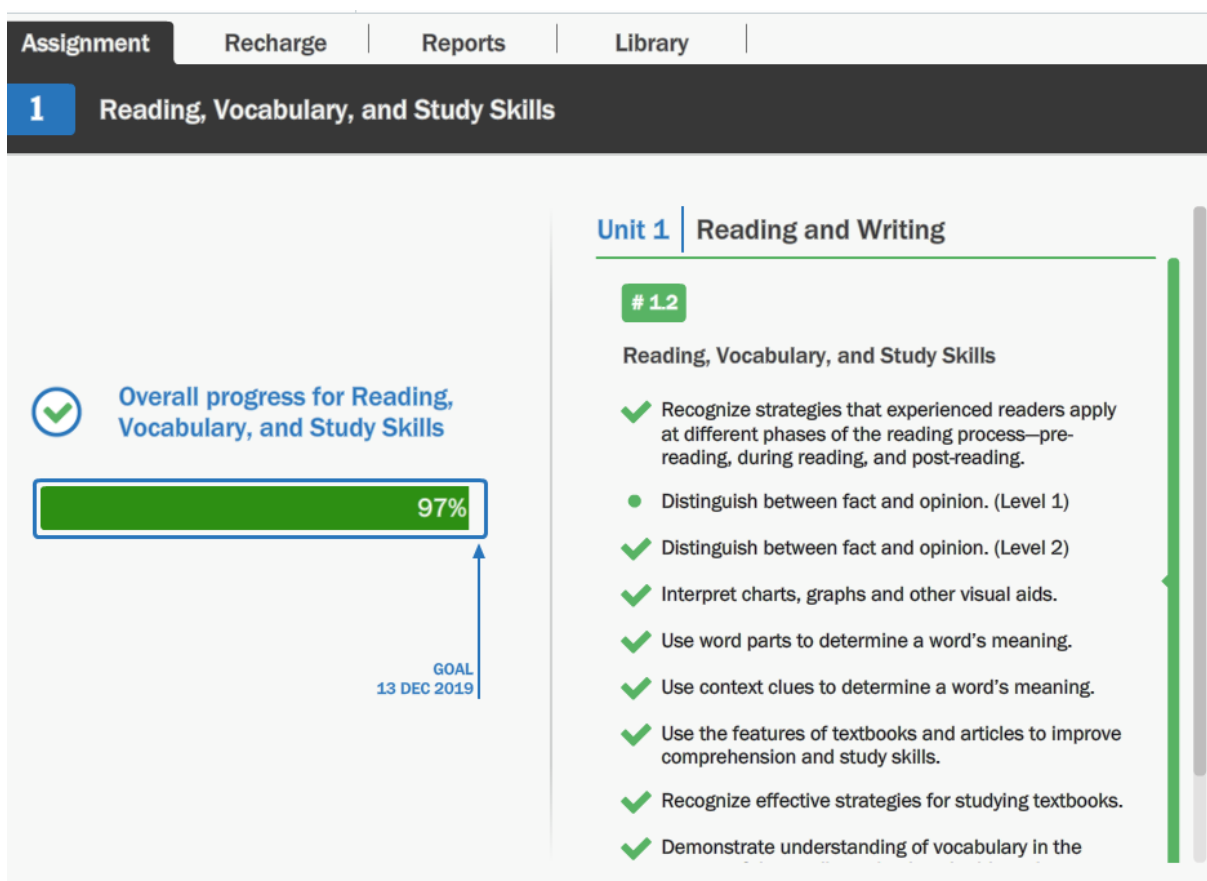 Assignment
Recharge
Reports
Library
1
Reading, Vocabulary, and Study Skills
Overall progress for Reading,
Vocabulary, and Study Skills
97%
GOAL
13 DEC 2019
Unit 1
Reading and Writing
# 1.2
Reading, Vocabulary, and Study Skills
Recognize strategies that experienced readers apply
at different phases of the reading process—pre-
reading, during reading, and post-reading.
Distinguish between fact and opinion. (Level 1)
Distinguish between fact and opinion. (Level 2)
Interpret charts, graphs and other visual aids.
Use word parts to determine a word's meaning.
Use context clues to determine a word's meaning.
Use the features of textbooks and articles to improve
comprehension and study skills.
Recognize effective strategies for studying textbooks.
Demonstrate understanding of vocabulary in the